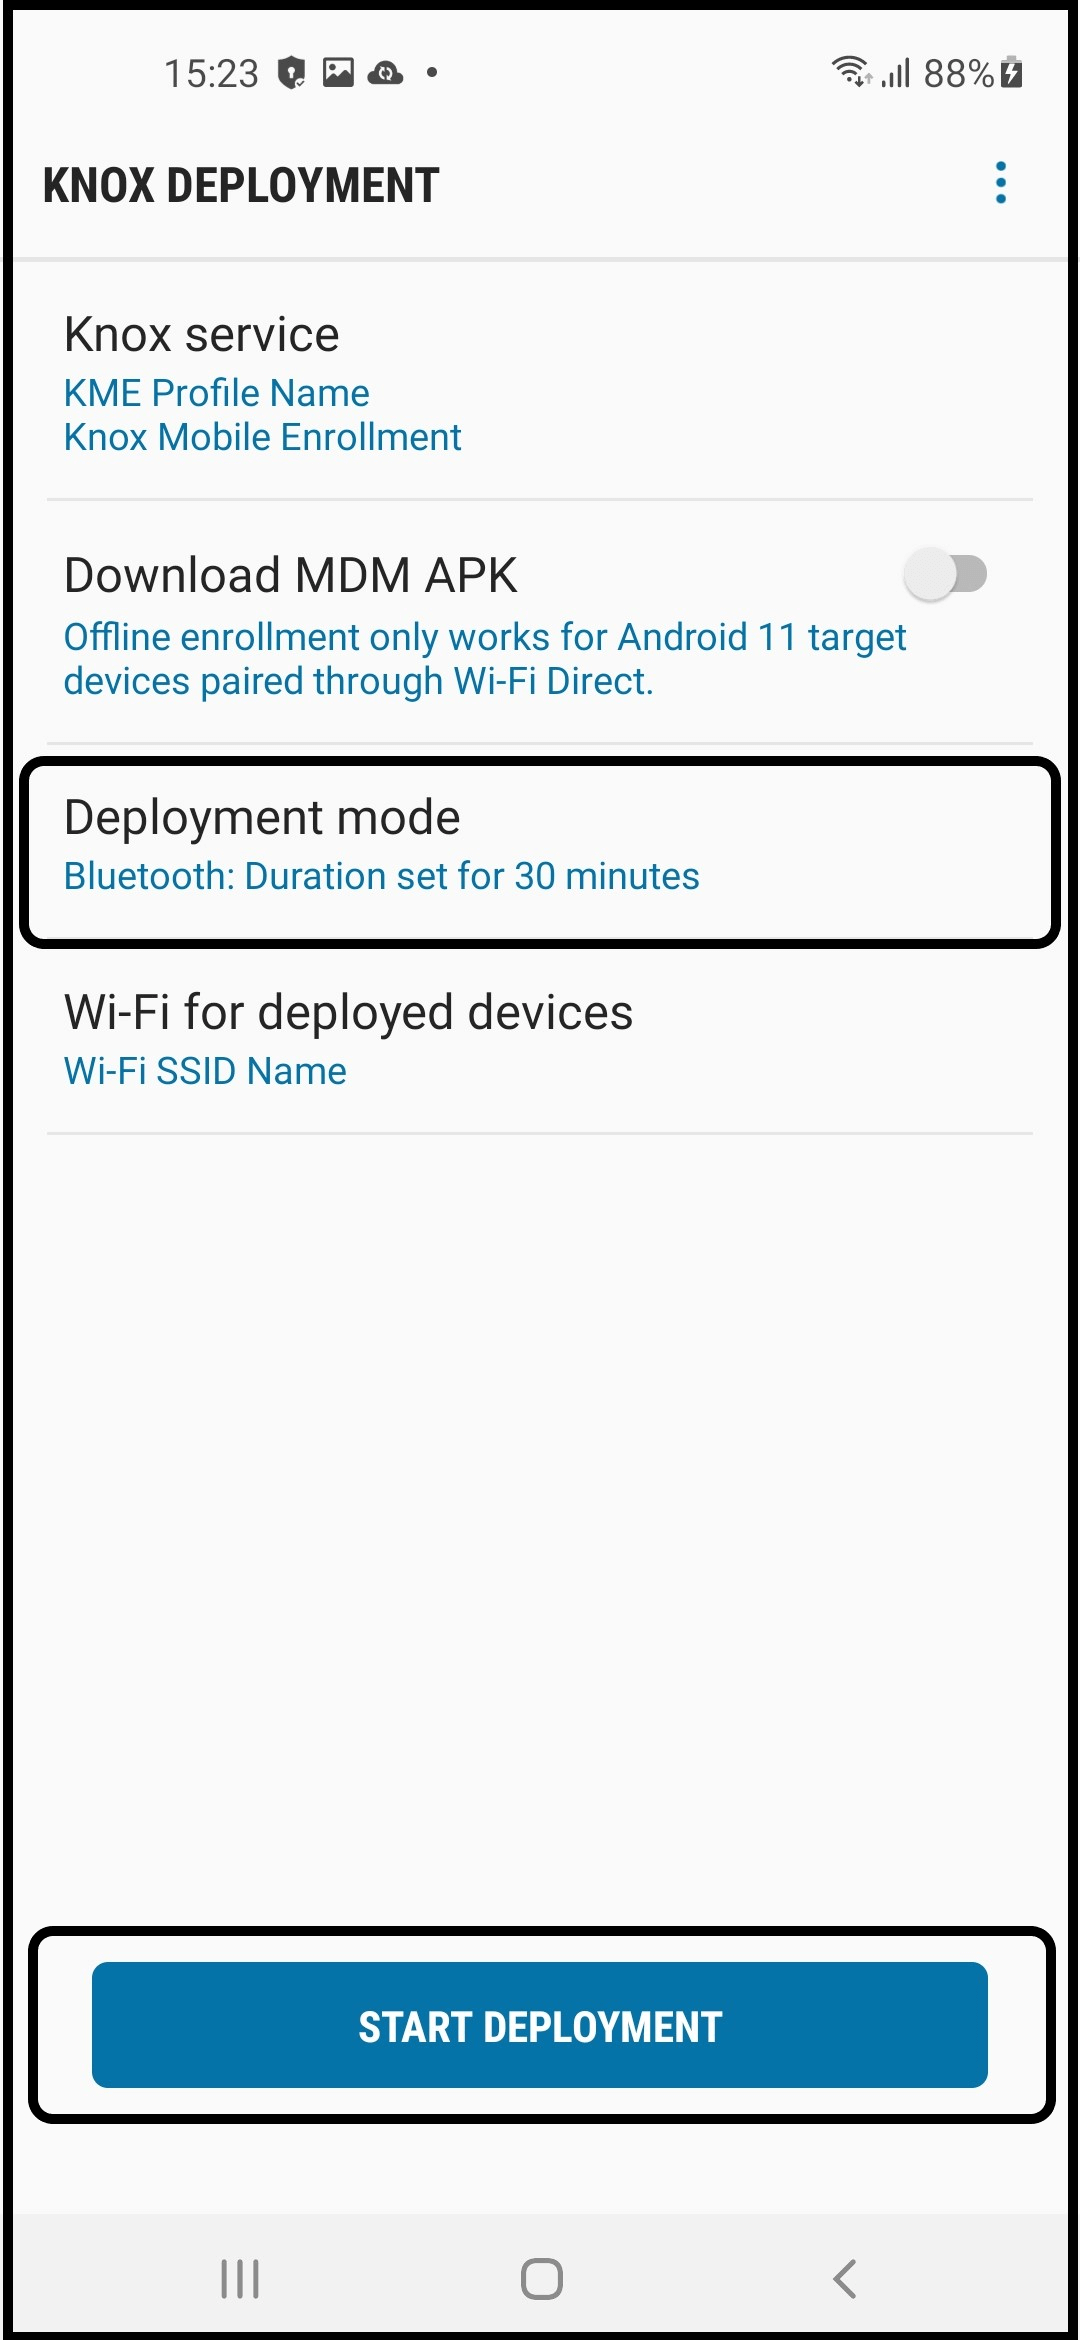 15:23 88%
KNOX DEPLOYMENT
Knox service
KME Profile Name
Knox Mobile Enrollment
Download MDM APK
Offline enrollment only works for Android 11 target
devices paired through Wi-Fi Direct.
Deployment mode
Bluetooth: Duration set for 30 minutes
Wi-Fi for deployed devices
Wi-Fi SSID Name
START DEPLOYMENT